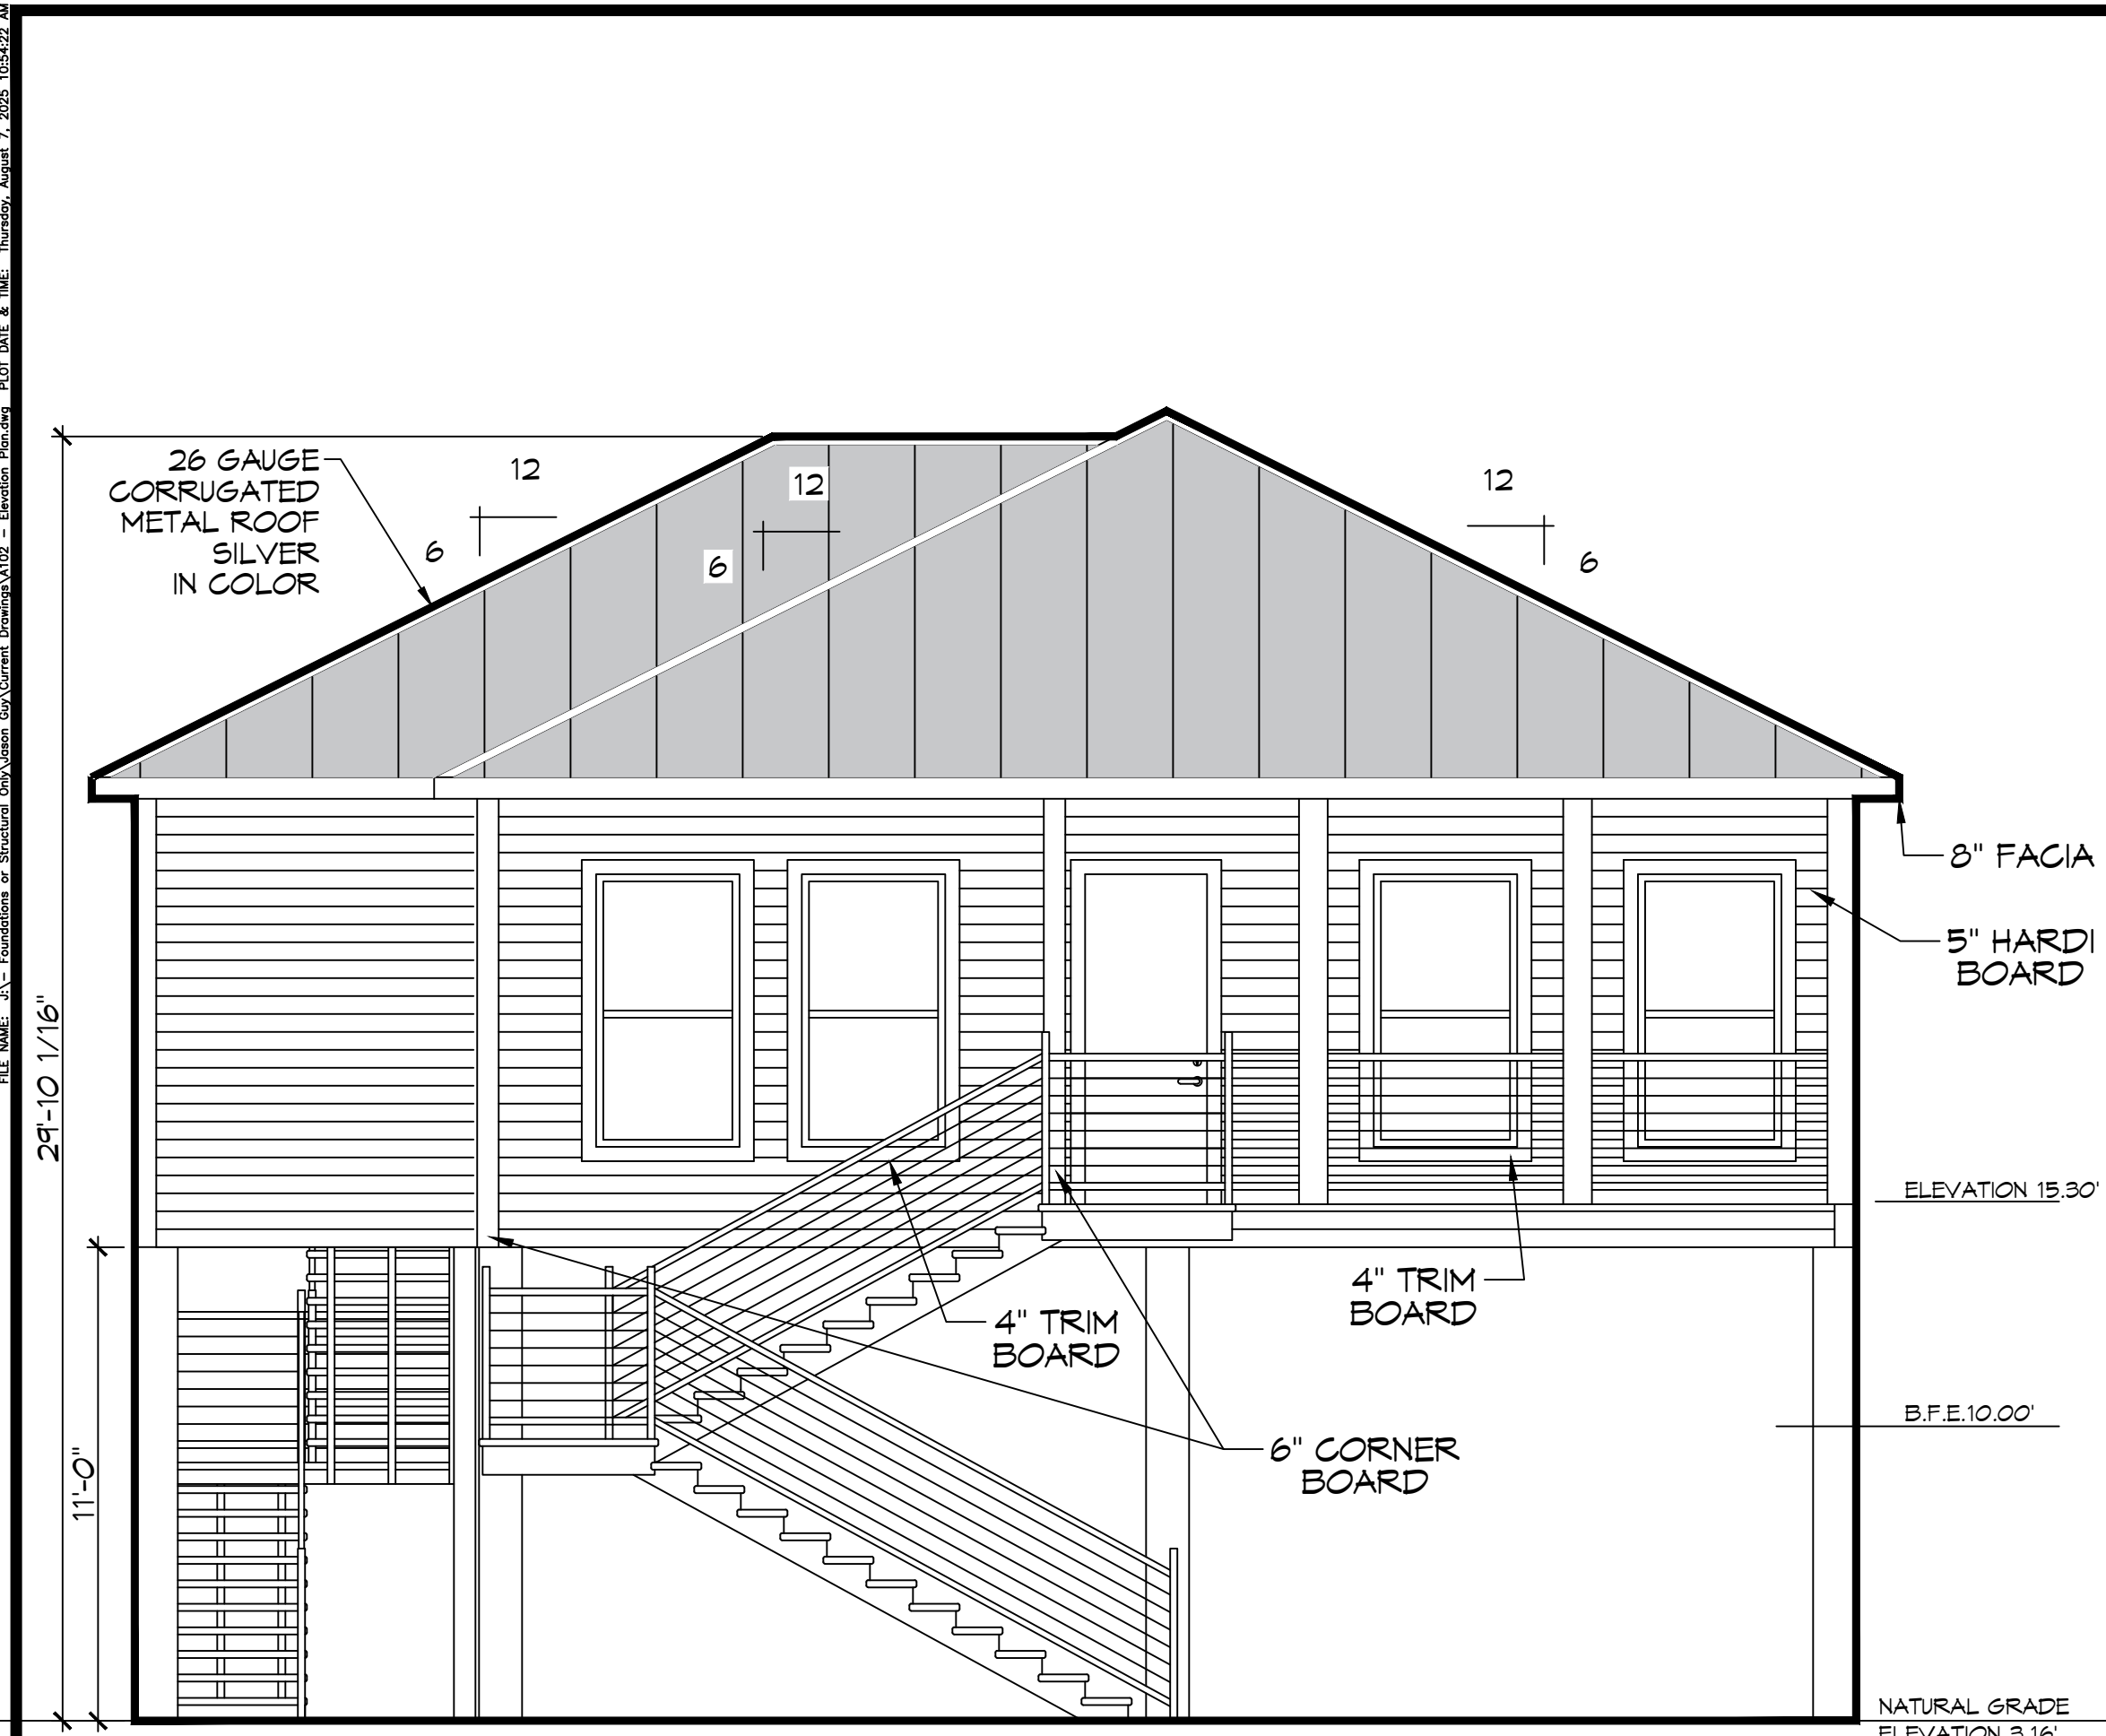 FILE NAME: J:\- Foundations or Structural Only\Jason Guy\Current Drawings\A102 - Elevation Plan.dwg PLOT DATE & TIME: Thursday, August 7, 2025 10:54:22 AM
26 GAUGE
CORRUGATED
METAL ROOF
SILVER
IN COLOR
12
6
12
6
12
6
8" FACIA
5" HARDI
BOARD
29'-10 1/16"
ELEVATION 15.30'
4" TRIM
BOARD
4" TRIM
BOARD
B.F.E.10.00'
6" CORNER
BOARD
11'-0"
NATURAL GRADE
ELEVATION 3.16'